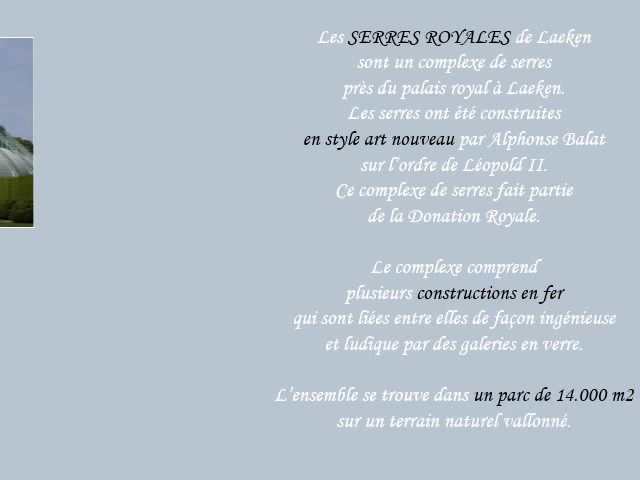 Les SERRES ROYALES de Laeken
sont un complexe de serres
près du palais royal à Laeken.
Les serres ont été construites
en style art nouveau par Alphonse Balat
sur l'ordre de Léopold II.
Ce complexe de serres fait partie
de la Donation Royale.
Le complexe comprend
plusieurs constructions en fer
qui sont liées entre elles de façon ingénieuse
et ludique par des galeries en verre.
L'ensemble se trouve dans un parc de 14.000 m2
sur un terrain naturel vallonné.